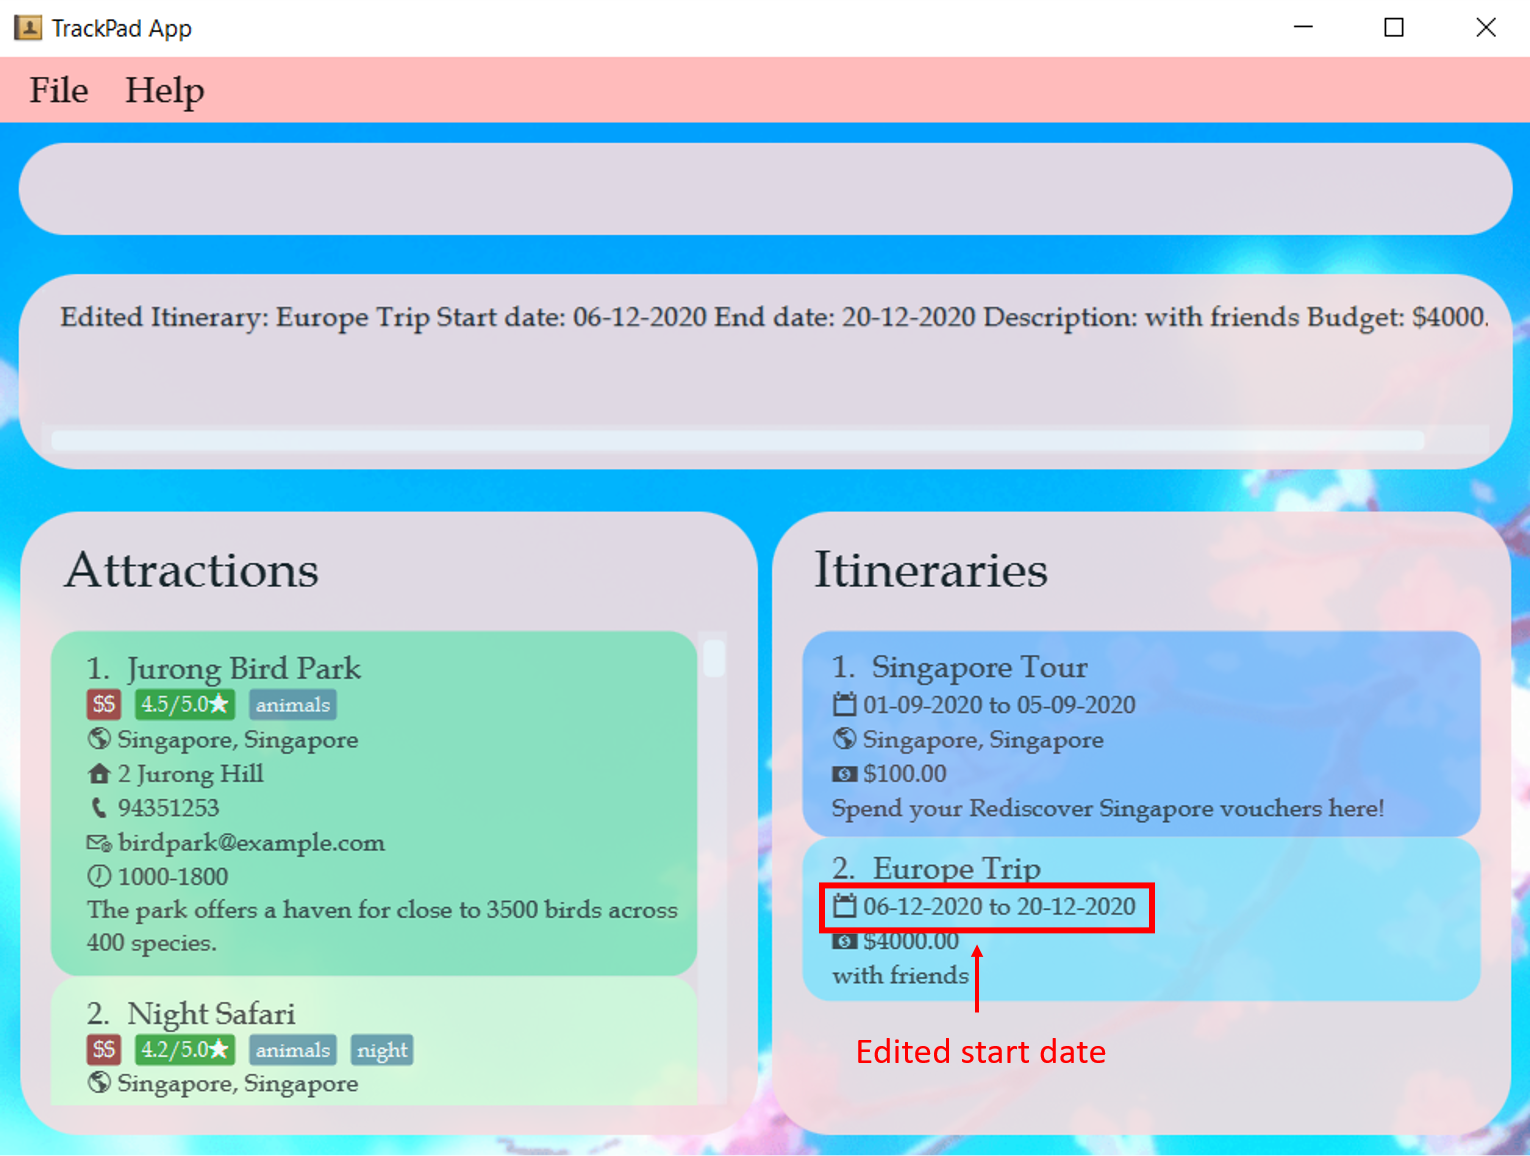 TrackPad App
File Help
Edited Itinerary: Europe Trip Start date: 06-12-2020 End date: 20-12-2020 Description: with friends Budget: $4000.
Attractions
1. Jurong Bird Park
$$ 4.5/5.0★ animals
Singapore, Singapore
2 Jurong Hill
94351253
birdpark@example.com
1000-1800
The park offers a haven for close to 3500 birds across
400 species.
2. Night Safari
$$ 4.2/5.0★ animals night
Singapore, Singapore
Itineraries
1. Singapore Tour
01-09-2020 to 05-09-2020
Singapore, Singapore
$100.00
Spend your Rediscover Singapore vouchers here!
2. Europe Trip
06-12-2020 to 20-12-2020
$4000.00
with friends
Edited start date